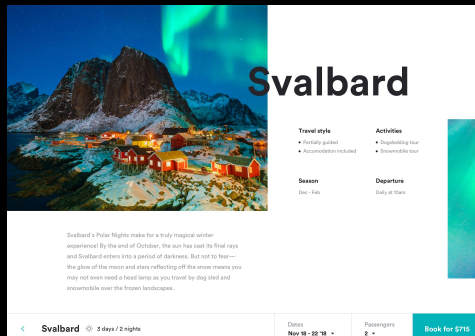 Svalbard
Travel style
Activities
Partially guided
Dogsledding tour
Accomodation included
Snowmobile tour
Season
Departure
Dec - Feb
Daily at 10am
Svalbard's Polar Nights make for a truly magical winter
experience! By the end of October, the sun has cast its final rays
and Svalbard enters into a period of darkness. But not to fear—
the glow of the moon and stars reflecting off the snow means you
may not even need a head lamp as you travel by dog sled and
snowmobile over the frozen landscapes.
Svalbard
3 days / 2 nights
Dates
Nov 18 - 22 '18
Passengers
2
Book for $715